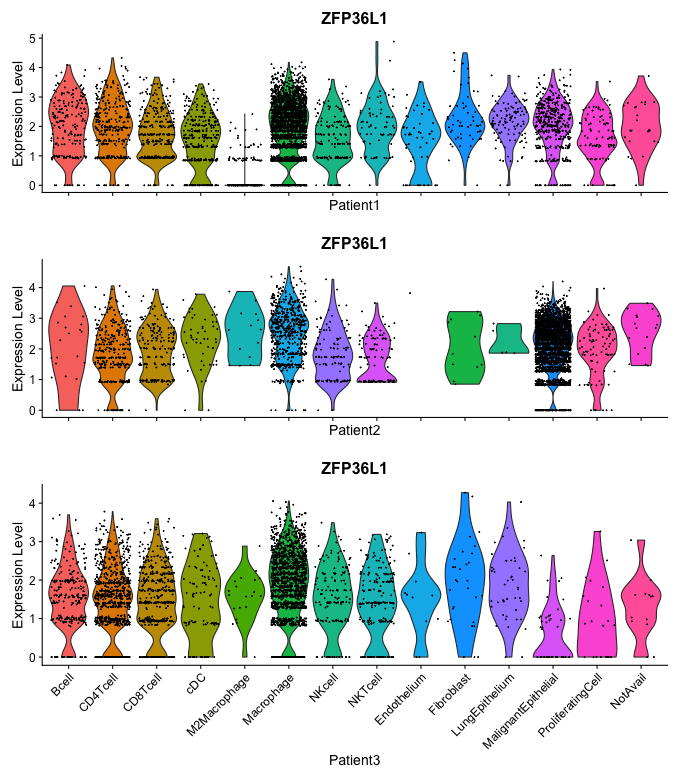 ZFP36L1
Expression Level
5
4
3
2
1
0
Patient1
ZFP36L1
Expression Level
4
3
2
1
0
Patient2
ZFP36L1
Expression Level
4
3
2
1
0
Bcell
CD4Tcell
CD8Tcell
cDC
M2Macrophage
Macrophage
NKcell
NKTcell
Endothelium
Fibroblast
LungEpithelium
MalignantEpithelial
ProliferatingCell
NotAvail
Patient3